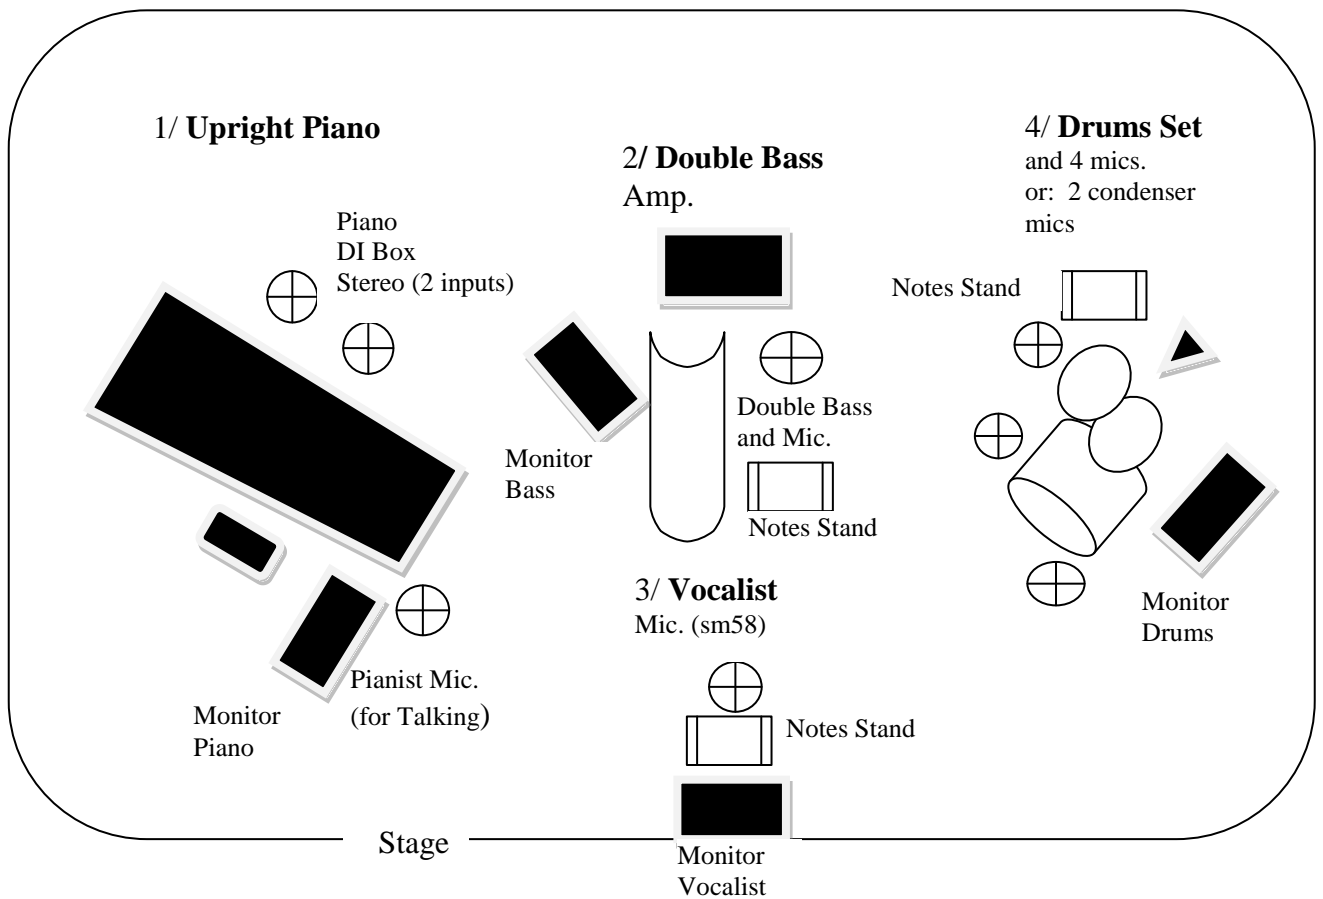 1/ Upright Piano
Piano
DI Box
Stereo (2 inputs)
2/ Double Bass
Amp.
4/ Drums Set
and 4 mics.
or:  2 condenser
mics
Notes Stand
Double Bass
and Mic.
Monitor
Bass
Notes Stand
3/ Vocalist
Mic. (sm58)
Monitor
Drums
Pianist Mic.
(for Talking)
Monitor
Piano
Notes Stand
Stage
Monitor
Vocalist